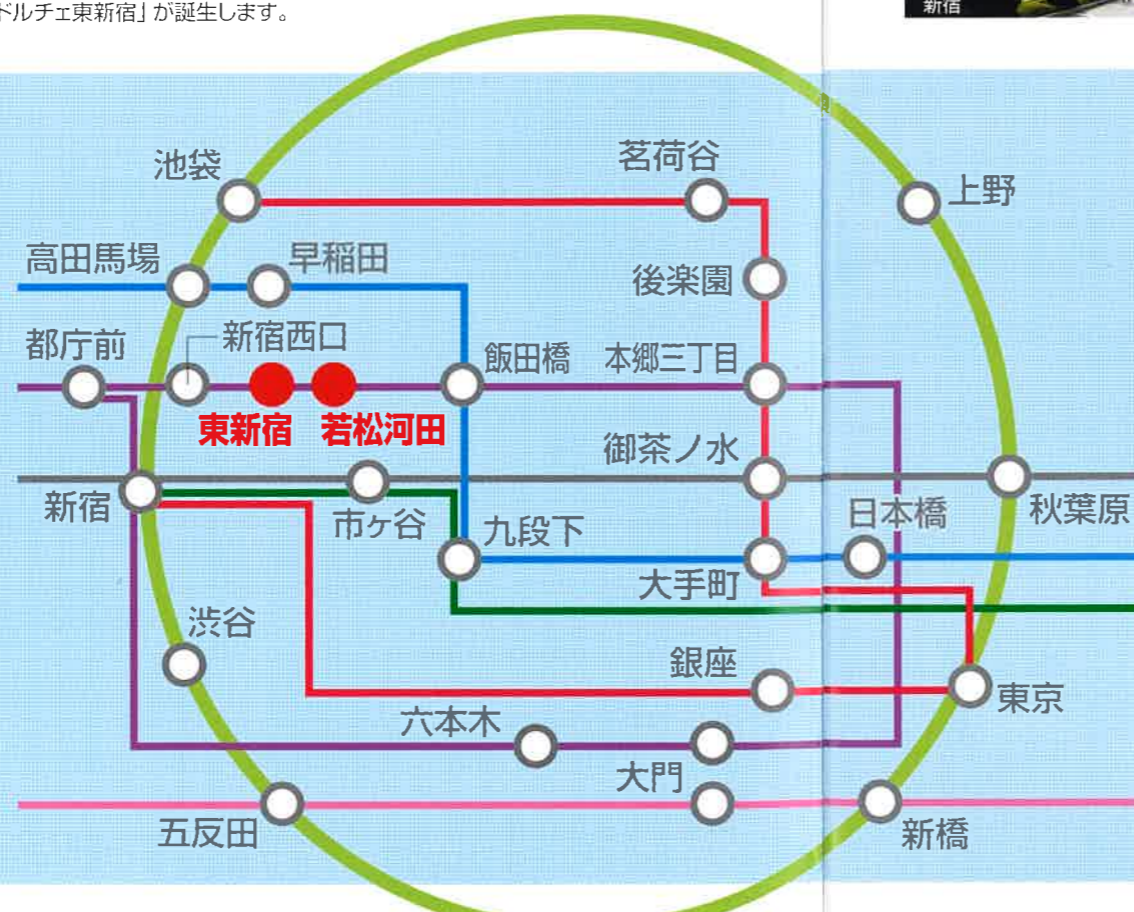 ドルチェ東新宿」が誕生します。
新宿
池袋
茗荷谷
上野
高田馬場
早稲田
後楽園
都庁前
新宿西口
飯田橋
本郷三丁目
東新宿
若松河田
御茶ノ水
新宿
市ヶ谷
九段下
日本橋
秋葉原
大手町
渋谷
銀座
東京
六本木
大門
五反田
新橋